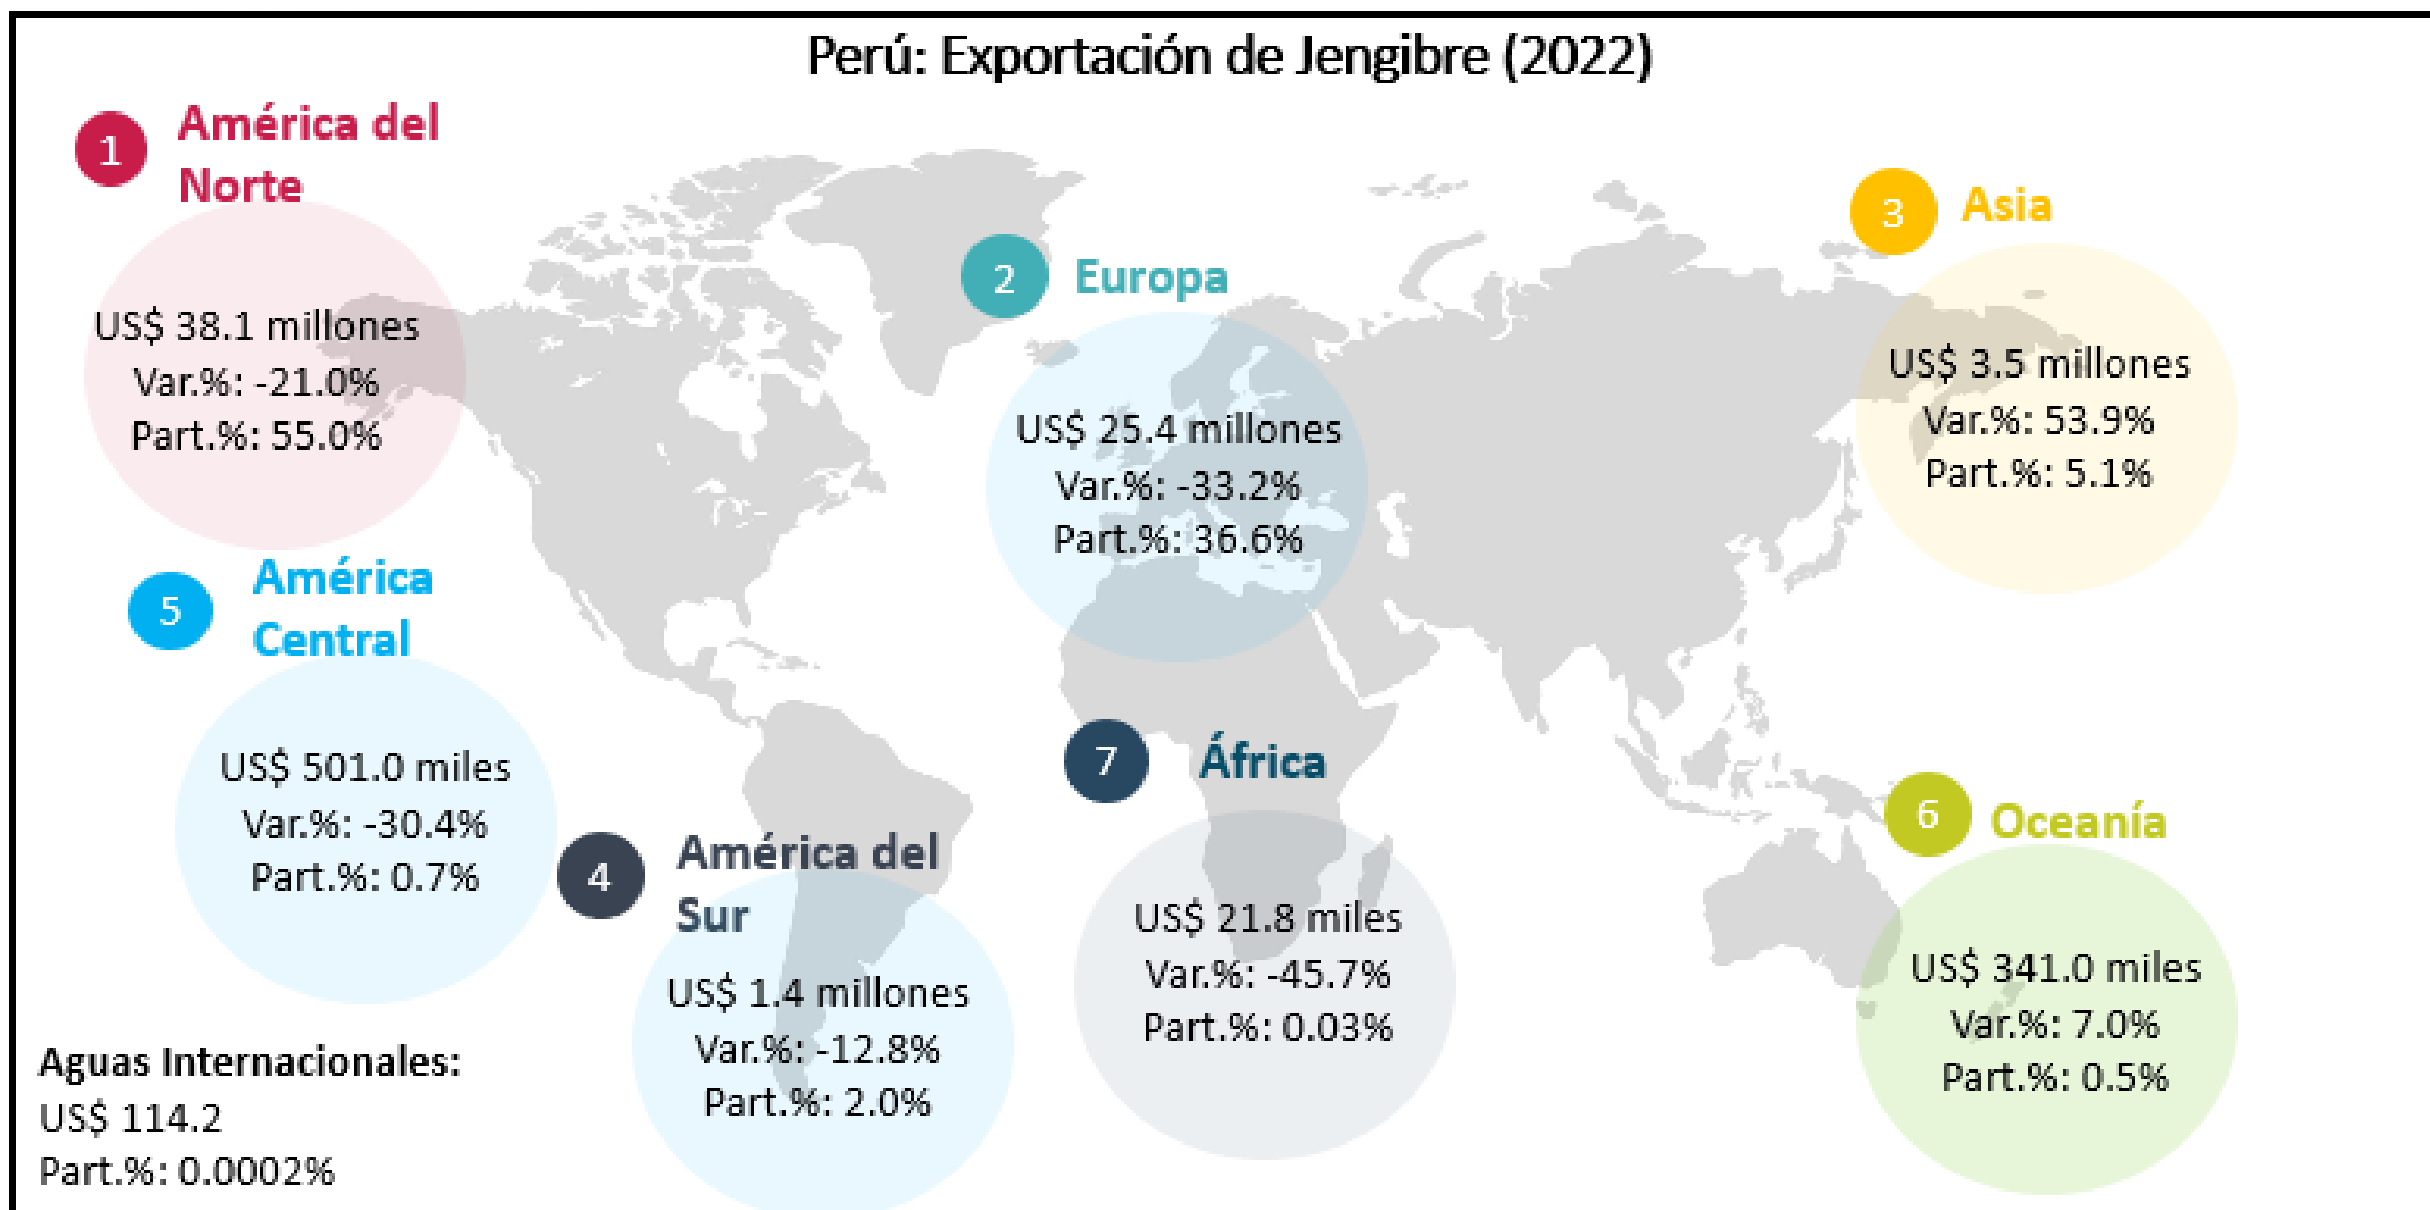 Perú: Exportación de Jengibre (2022)
1
América del
Norte
US$ 38.1 millones
Var.%: -21.0%
Part.%: 55.0%
2
Europa
US$ 25.4 millones
Var.%: -33.2%
Part.%: 36.6%
3
Asia
US$ 3.5 millones
Var.%: 53.9%
Part.%: 5.1%
5
América
Central
US$ 501.0 miles
Var.%: -30.4%
Part.%: 0.7%
4
América del
Sur
US$ 1.4 millones
Var.%: -12.8%
Part.%: 2.0%
7
África
US$ 21.8 miles
Var.%: -45.7%
Part.%: 0.03%
6
Oceanía
US$ 341.0 miles
Var.%: 7.0%
Part.%: 0.5%
Aguas Internacionales:
US$ 114.2
Part.%: 0.0002%